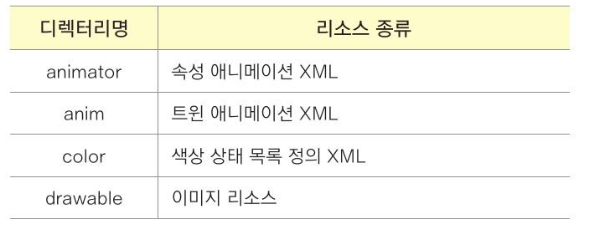 디렉터리명 리소스 종류
animator 속성 애니메이션 XML
anim 트윈 애니메이션 XML
color 색상 상태 목록 정의 XML
drawable 이미지 리소스